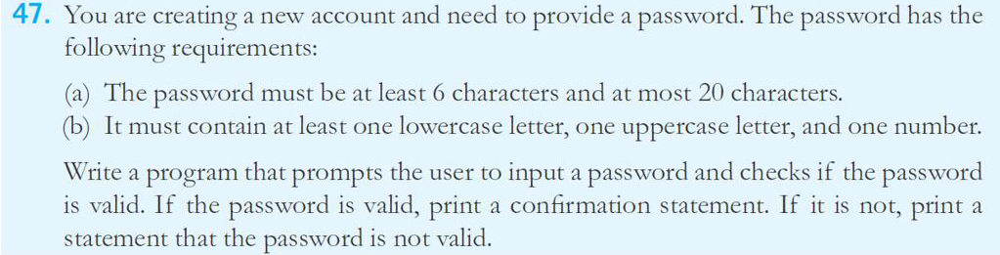 47. You are creating a new account and need to provide a password. The password has the
following requirements:
(a) The password must be at least 6 characters and at most 20 characters.
(b) It must contain at least one lowercase letter, one uppercase letter, and one number.
Write a program that prompts the user to input a password and checks if the password
is valid. If the password is valid, print a confirmation statement. If it is not, print a
statement that the password is not valid.